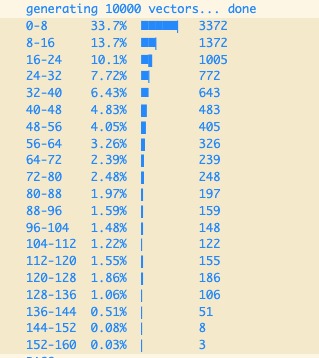 generating 10000 vectors... done
0-8 33.7% 3372
8-16 13.7% 1372
16-24 10.1% 1005
24-32 7.72% 772
32-40 6.43% 643
40-48 4.83% 483
48-56 4.05% 405
56-64 3.26% 326
64-72 2.39% 239
72-80 2.48% 248
80-88 1.97% 197
88-96 1.59% 159
96-104 1.48% 148
104-112 1.22% 122
112-120 1.55% 155
120-128 1.86% 186
128-136 1.06% 106
136-144 0.51% 51
144-152 0.08% 8
152-160 0.03% 3